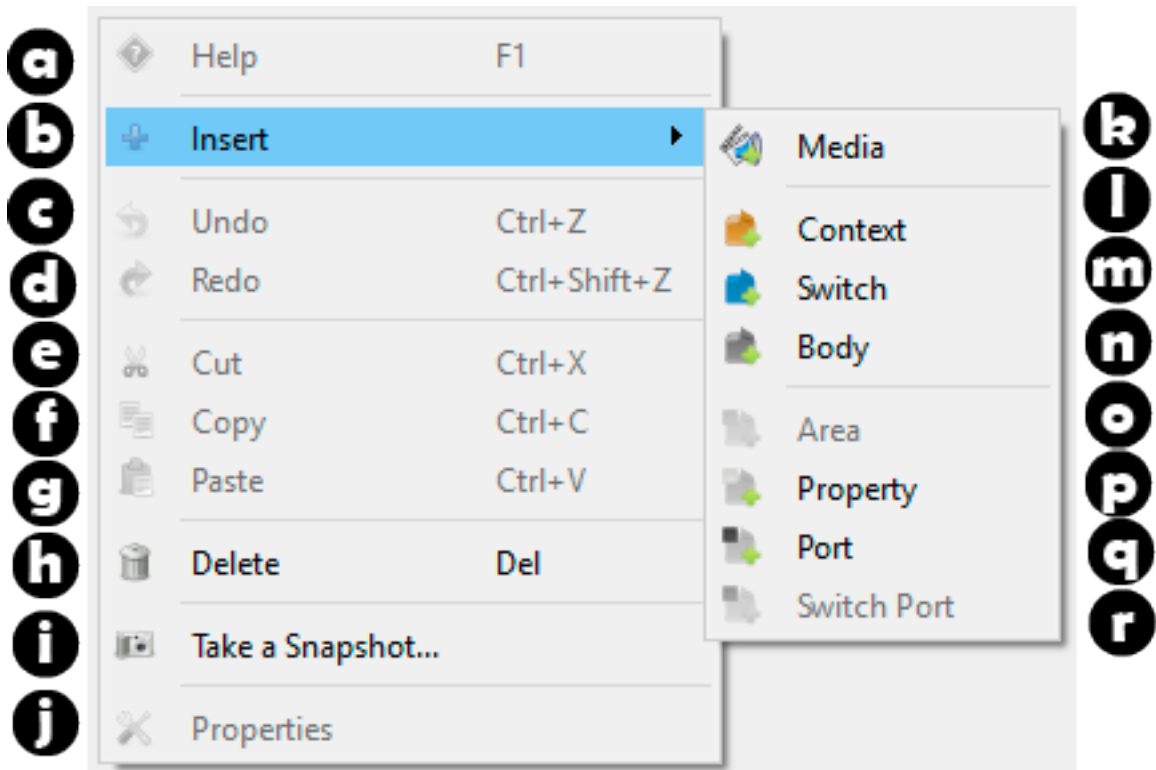 a Help F1
b Insert
c Undo Ctrl+Z
d Redo Ctrl+Shift+Z
e Cut Ctrl+X
f Copy Ctrl+C
g Paste Ctrl+V
h Delete Del
i Take a Snapshot...
j Properties
Media k
Context l
Switch m
Body n
Area o
Property p
Port q
Switch Port r